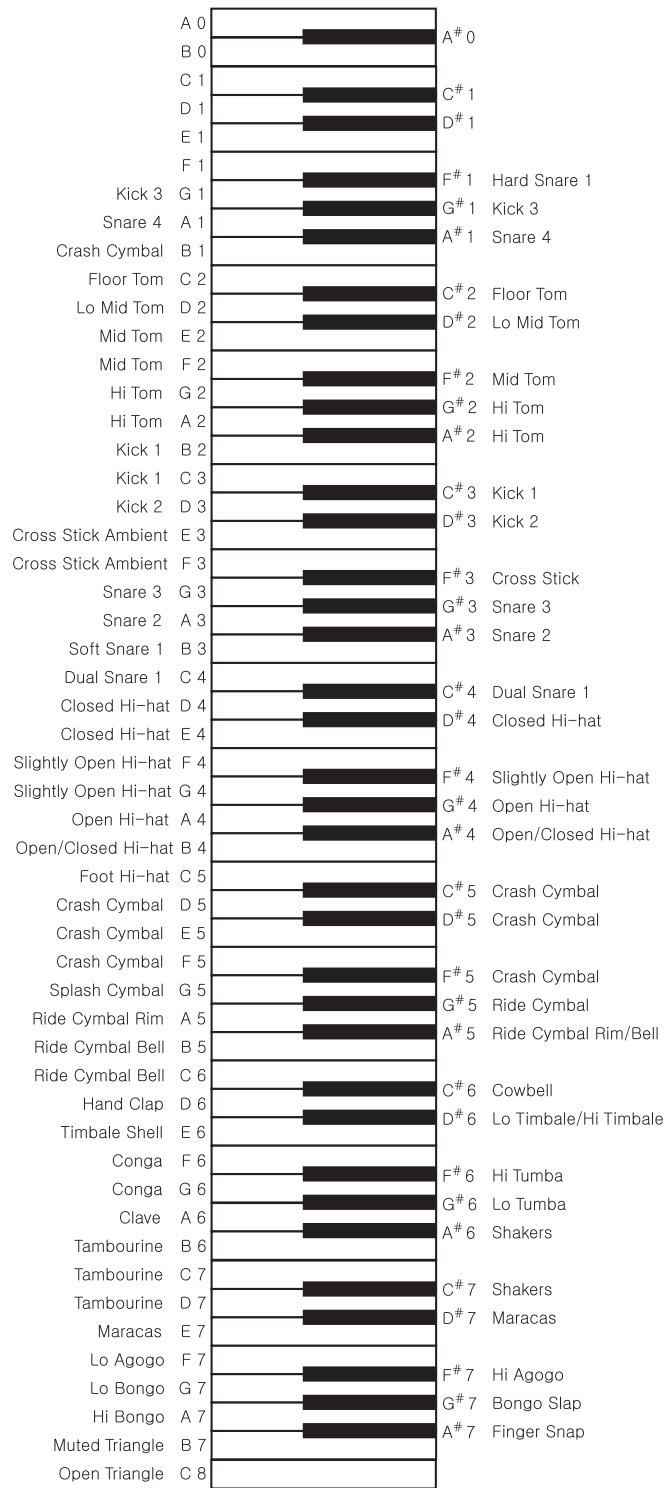 A 0
A# 0
B 0
C 1
C# 1
D 1
D# 1
E 1
F 1
F# 1 Hard Snare 1
Kick 3 G 1
G# 1 Kick 3
Snare 4 A 1
A# 1 Snare 4
Crash Cymbal B 1
Floor Tom C 2
C# 2 Floor Tom
Lo Mid Tom D 2
D# 2 Lo Mid Tom
Mid Tom E 2
Mid Tom F 2
F# 2 Mid Tom
Hi Tom G 2
G# 2 Hi Tom
Hi Tom A 2
A# 2 Hi Tom
Kick 1 B 2
Kick 1 C 3
C# 3 Kick 1
Kick 2 D 3
D# 3 Kick 2
Cross Stick Ambient E 3
Cross Stick Ambient F 3
F# 3 Cross Stick
Snare 3 G 3
G# 3 Snare 3
Snare 2 A 3
A# 3 Snare 2
Soft Snare 1 B 3
Dual Snare 1 C 4
C# 4 Dual Snare 1
Closed Hi-hat D 4
D# 4 Closed Hi-hat
Closed Hi-hat E 4
Slightly Open Hi-hat F 4
F# 4 Slightly Open Hi-hat
Slightly Open Hi-hat G 4
G# 4 Open Hi-hat
Open Hi-hat A 4
A# 4 Open/Closed Hi-hat
Open/Closed Hi-hat B 4
Foot Hi-hat C 5
C# 5 Crash Cymbal
Crash Cymbal D 5
D# 5 Crash Cymbal
Crash Cymbal E 5
Crash Cymbal F 5
F# 5 Crash Cymbal
Splash Cymbal G 5
G# 5 Ride Cymbal
Ride Cymbal Rim A 5
A# 5 Ride Cymbal Rim/Bell
Ride Cymbal Bell B 5
Ride Cymbal Bell C 6
C# 6 Cowbell
Hand Clap D 6
D# 6 Lo Timbale/Hi Timbale
Timbale Shell E 6
Conga F 6
F# 6 Hi Tumba
Conga G 6
G# 6 Lo Tumba
Clave A 6
A# 6 Shakers
Tambourine B 6
Tambourine C 7
C# 7 Shakers
Tambourine D 7
D# 7 Maracas
Maracas E 7
Lo Agogo F 7
F# 7 Hi Agogo
Lo Bongo G 7
G# 7 Bongo Slap
Hi Bongo A 7
A# 7 Finger Snap
Muted Triangle B 7
Open Triangle C 8